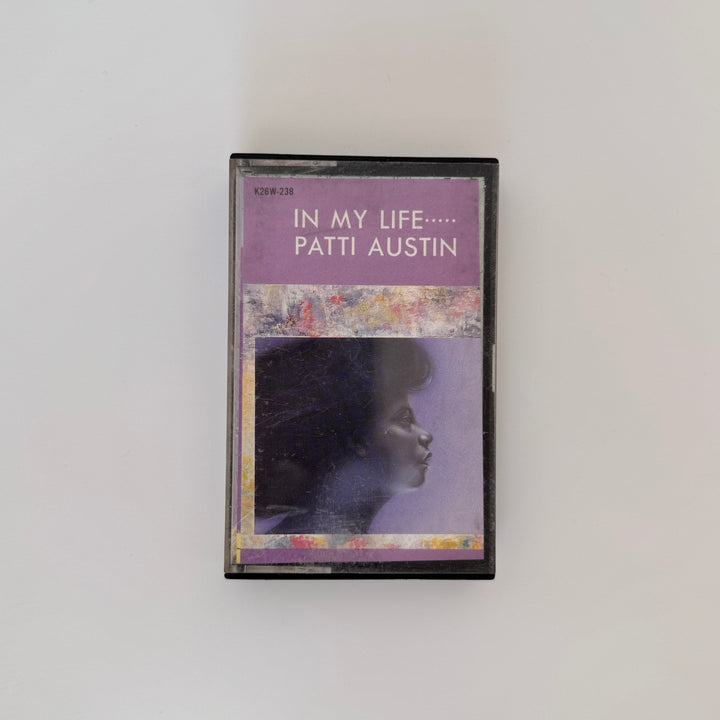 K26W-238
IN MY LIFE·····
PATTI AUSTIN